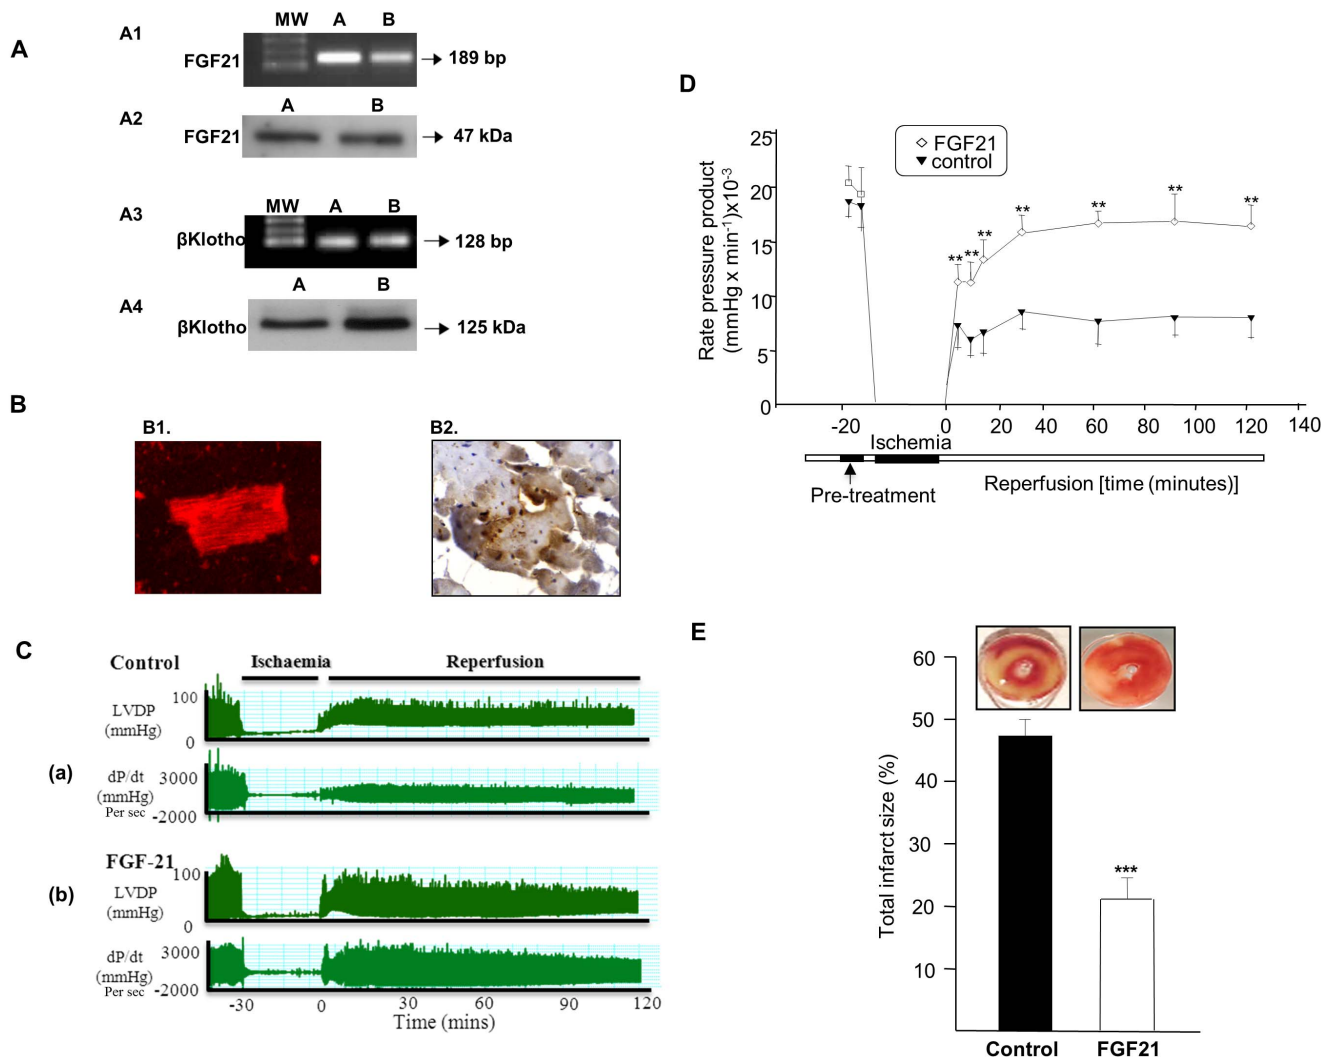 A
A1
MW A B
FGF21
189 bp
A2
A B
FGF21
47 kDa
A3
MW A B
βKlotho
128 bp
A4
A B
βKlotho
125 kDa
B
B1.
B2.
C
Control
Ischaemia
Reperfusion
(a)
LVDP
(mmHg)
100
0
dP/dt
(mmHg)
Per sec
3000
-2000
FGF-21
(b)
LVDP
(mmHg)
100
0
dP/dt
(mmHg)
Per sec
3000
-2000
-30 0 30 60 90 120
Time (mins)
D
Rate pressure product
(mmHg x min-1)x10-3
25
20
15
10
5
0
FGF21
control
** ** ** ** ** ** **
-20 0 20 40 60 80 100 120 140
Ischemia
Pre-treatment
Reperfusion [time (minutes)]
E
Total infarct size (%)
60
50
40
30
20
10
***
Control FGF21